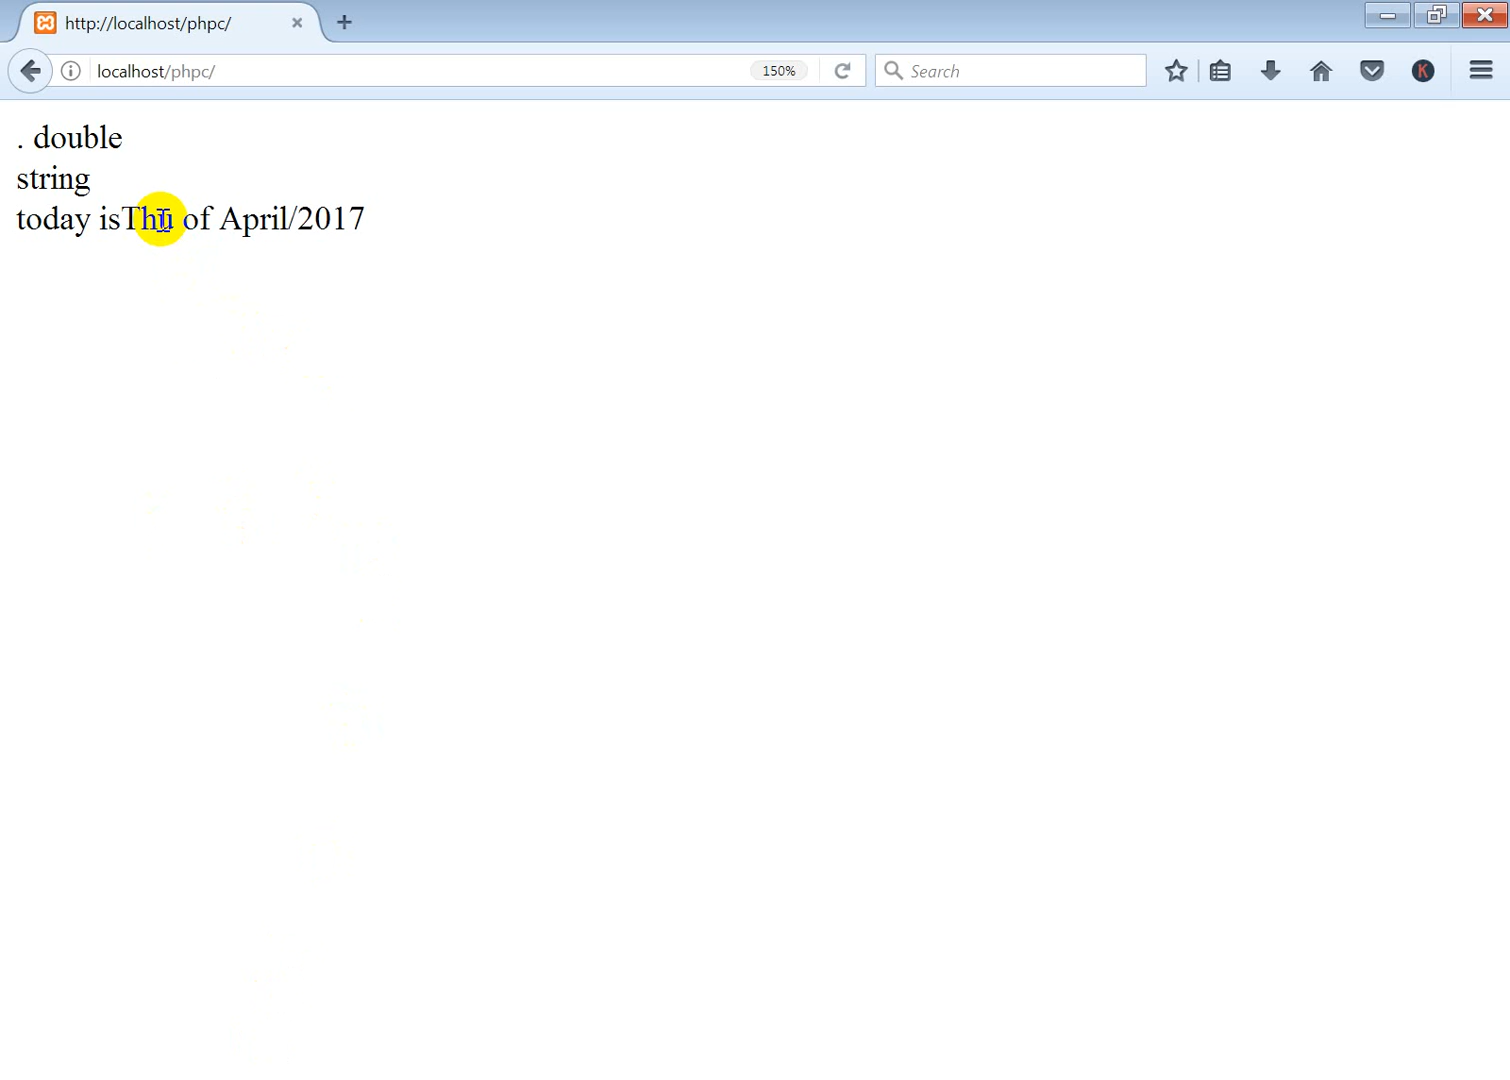 http://localhost/phpc/
localhost/phpc/
150%
Search
K
. double
string
today isThu of April/2017